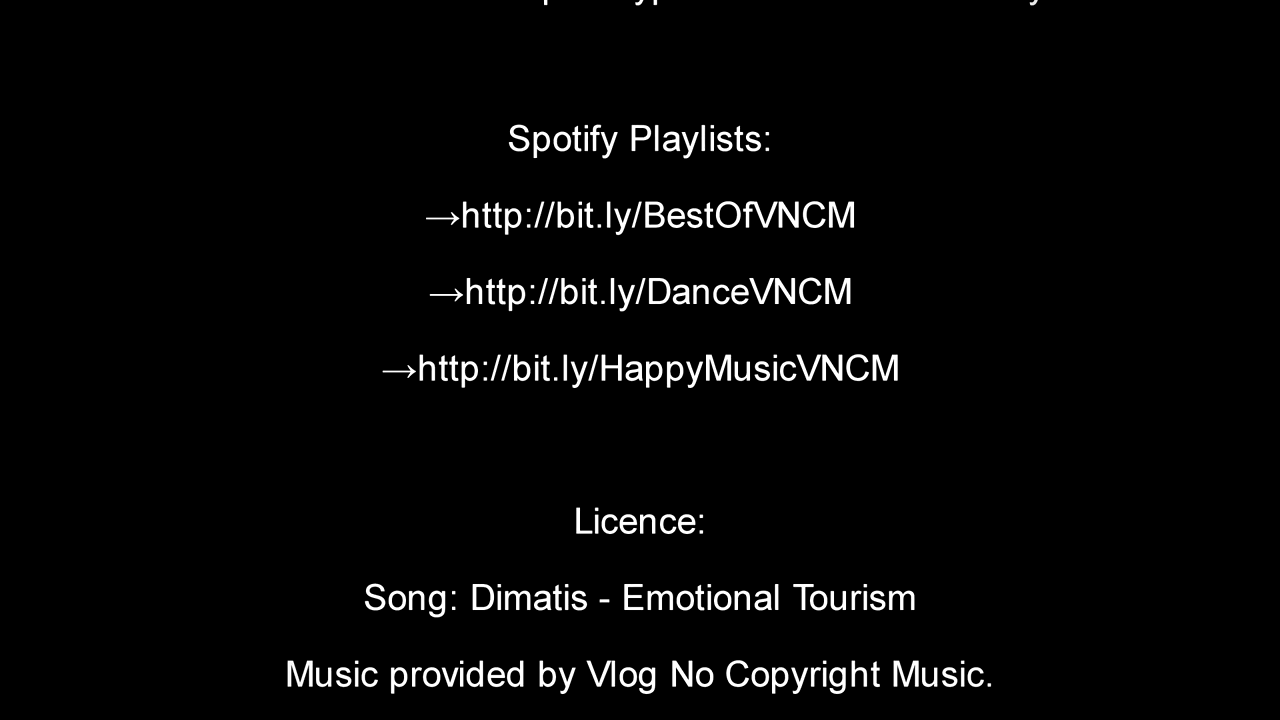 Spotify Playlists:
→http://bit.ly/BestOfVNCM
→http://bit.ly/DanceVNCM
→http://bit.ly/HappyMusicVNCM
Licence:
Song: Dimatis - Emotional Tourism
Music provided by Vlog No Copyright Music.